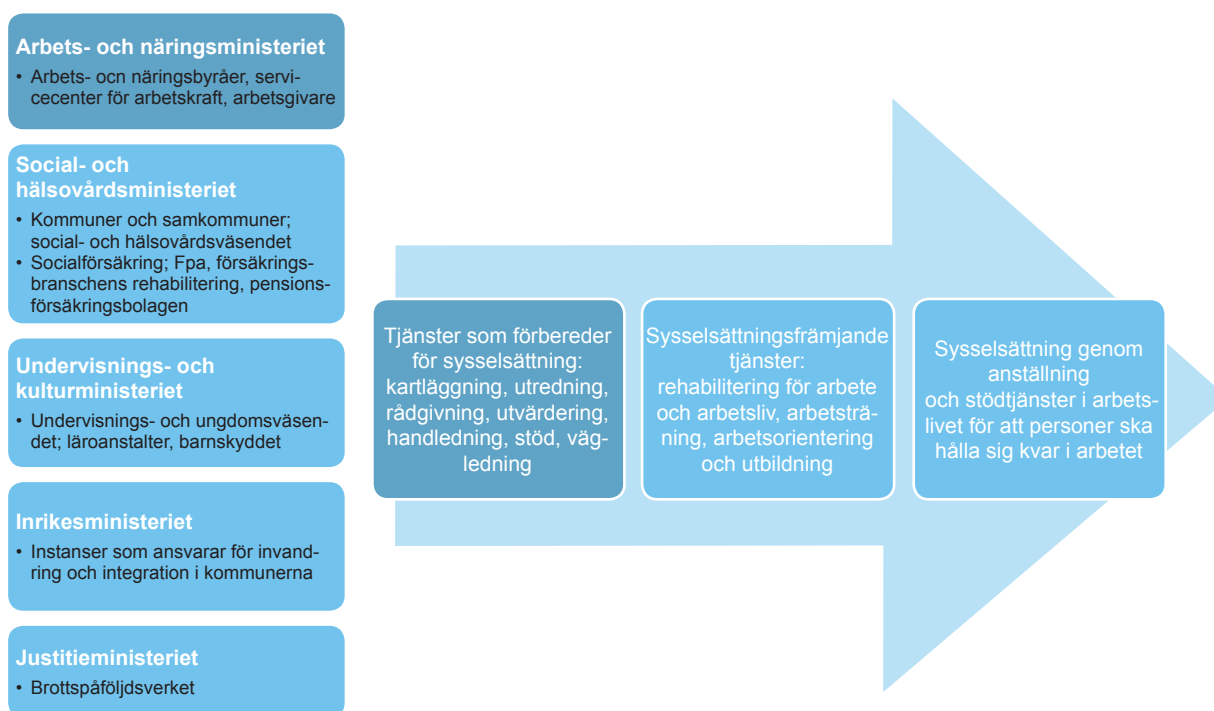 Arbets- och näringsministeriet
• Arbets- ocn näringsbyråer, servi-
cecenter för arbetskraft, arbetsgivare
Social- och
hälsovårdsministeriet
• Kommuner och samkommuner;
social- och hälsovårdsväsendet
• Socialförsäkring; Fpa, försäkrings-
branschens rehabilitering, pensions-
försäkringsbolagen
Undervisnings- och
kulturministeriet
• Undervisnings- och ungdomsväsen-
det; läroanstalter, barnskyddet
Inrikesministeriet
• Instanser som ansvarar för invand-
ring och integration i kommunerna
Justitieministeriet
• Brottspåföljdsverket
Tjänster som förbereder
för sysselsättning:
kartläggning, utredning,
rådgivning, utvärdering,
handledning, stöd, väg-
ledning
Sysselsättningsfrämjande
tjänster:
rehabilitering för arbete
och arbetsliv, arbetsträ-
ning, arbetsorientering
och utbildning
Sysselsättning genom
anställning
och stödtjänster i arbets-
livet för att personer ska
hålla sig kvar i arbetet